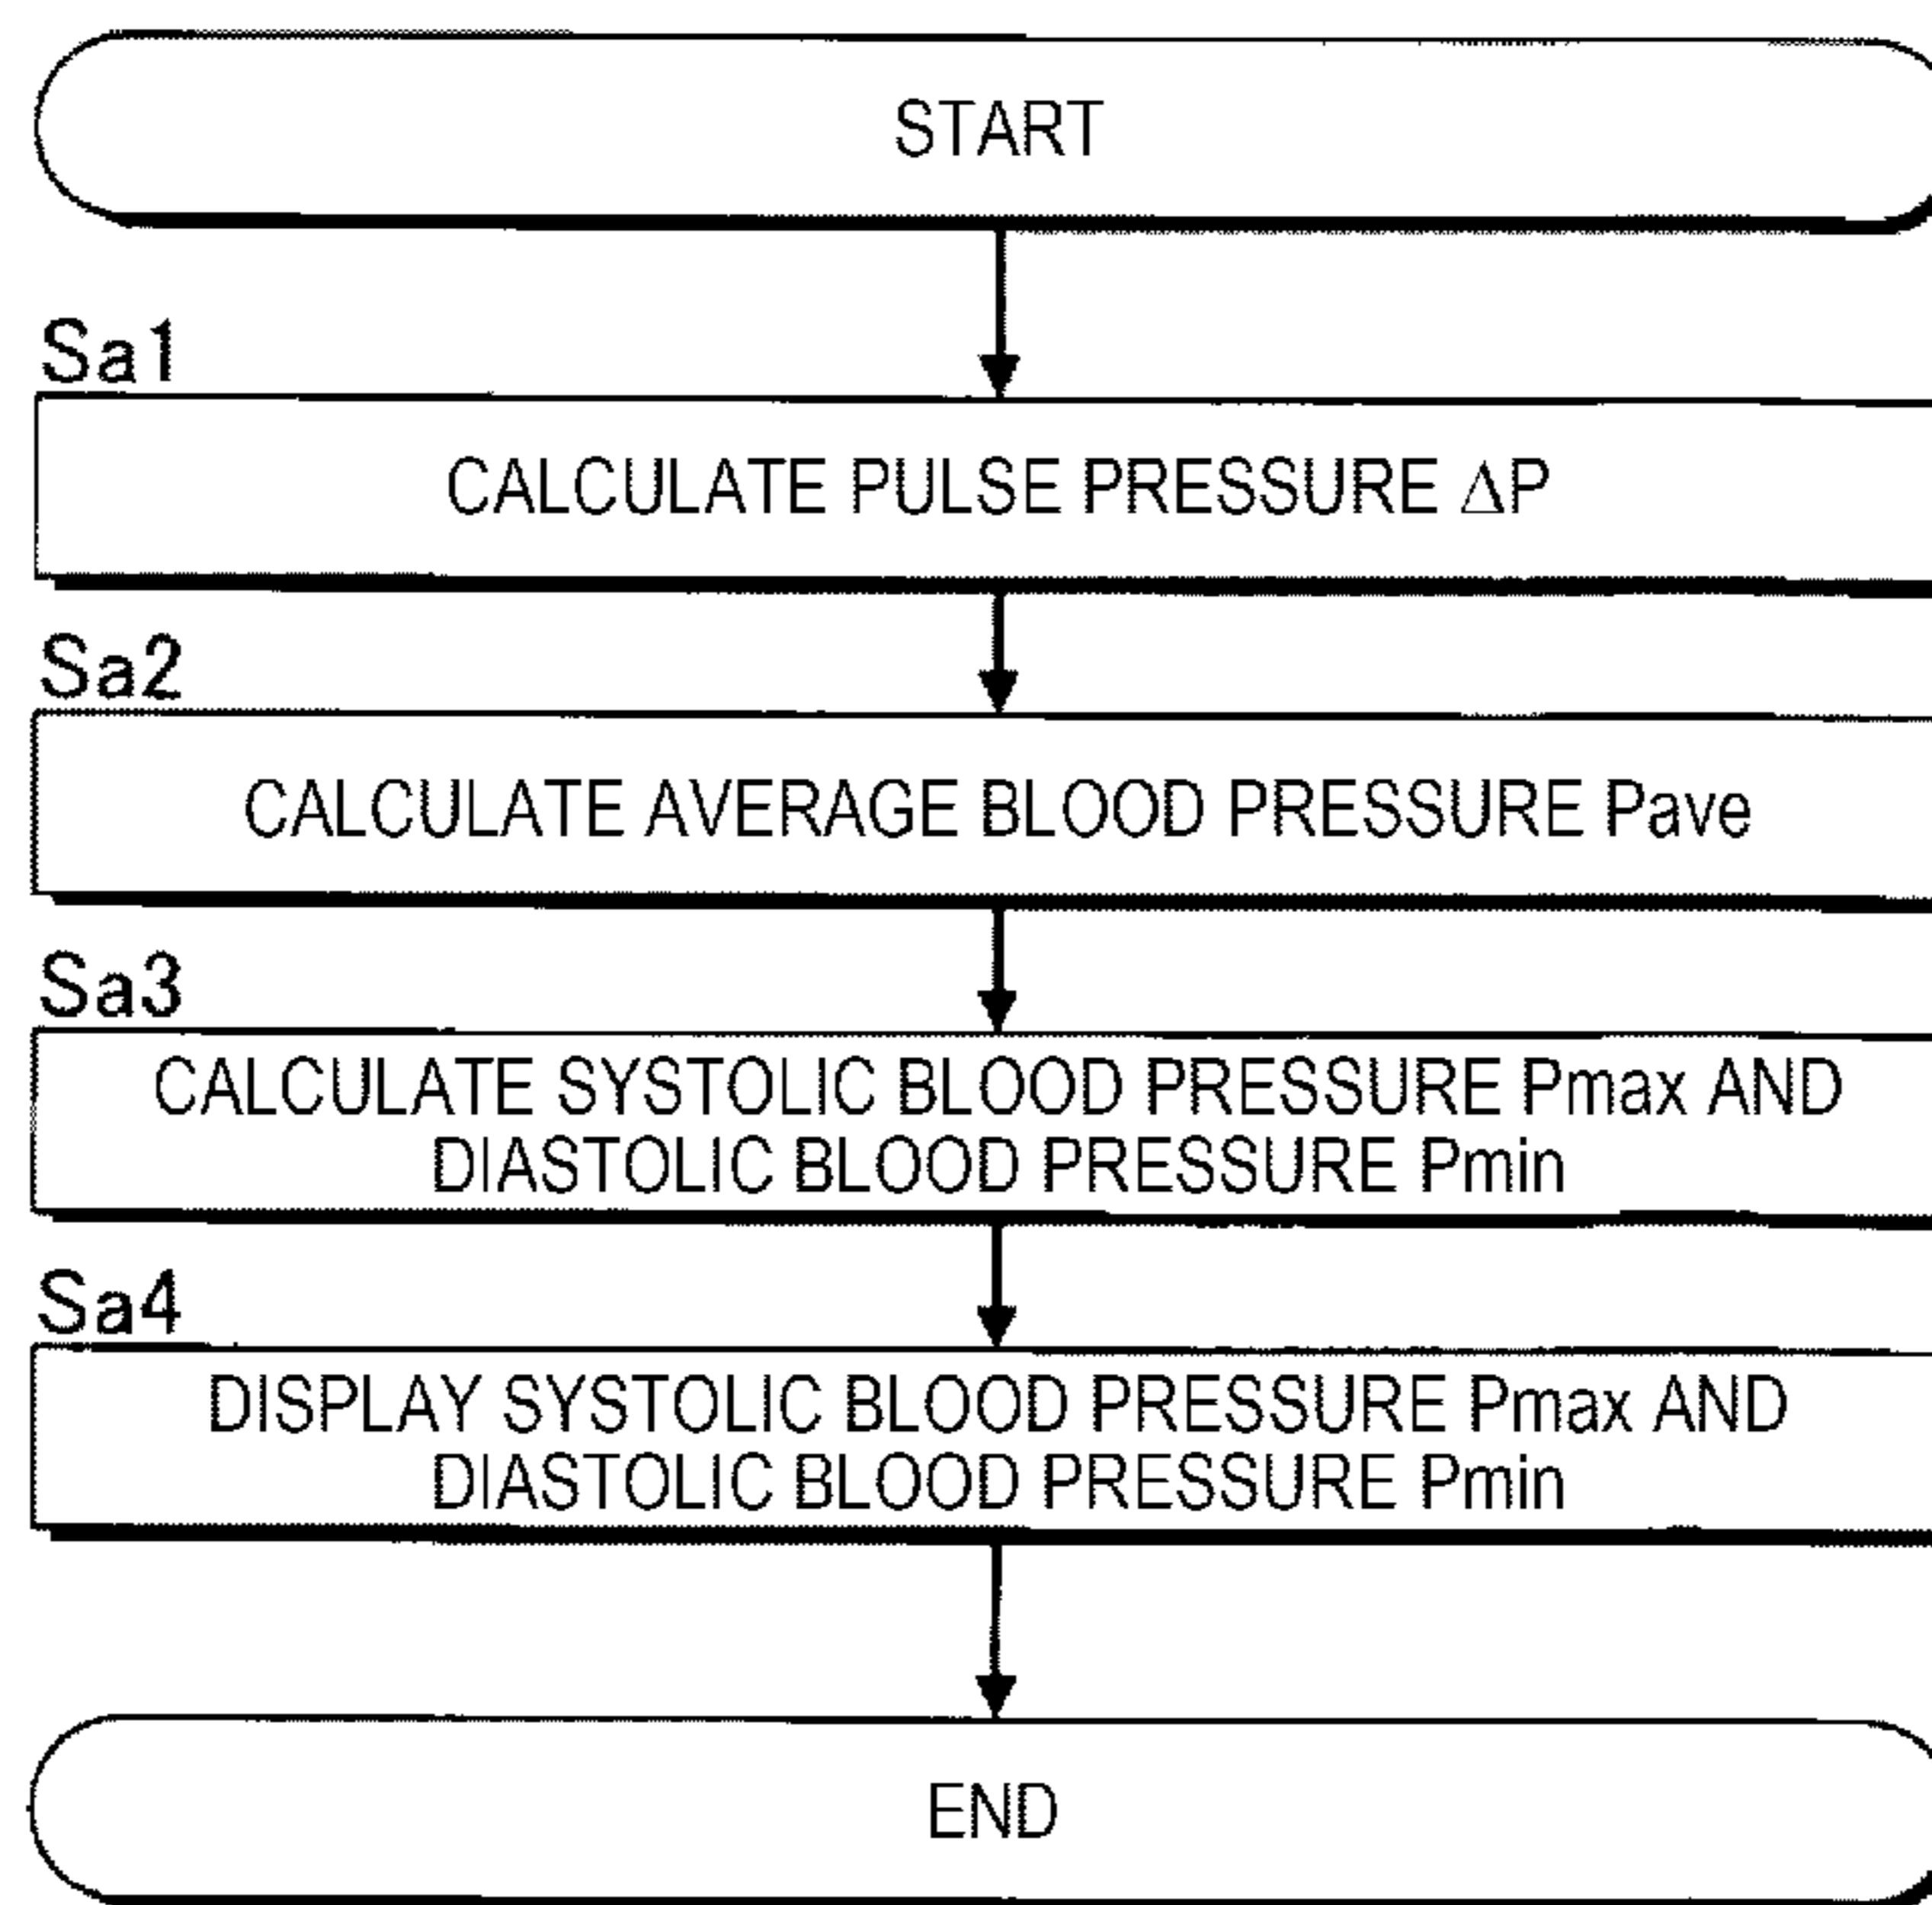 START
Sa1
CALCULATE PULSE PRESSURE ΔP
Sa2
CALCULATE AVERAGE BLOOD PRESSURE Pave
Sa3
CALCULATE SYSTOLIC BLOOD PRESSURE Pmax AND
DIASTOLIC BLOOD PRESSURE Pmin
Sa4
DISPLAY SYSTOLIC BLOOD PRESSURE Pmax AND
DIASTOLIC BLOOD PRESSURE Pmin
END